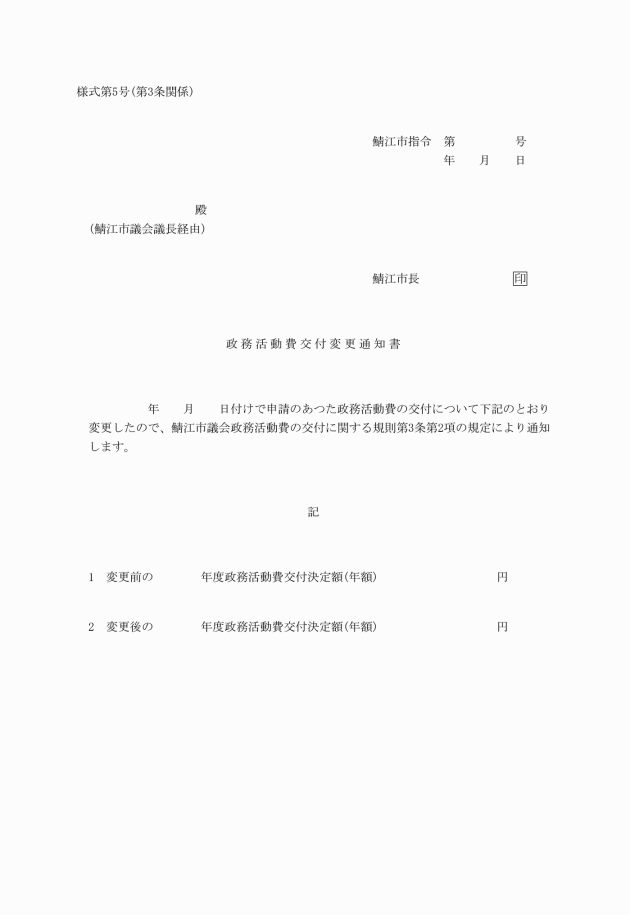 様式第5号(第3条関係)
鯖江市指令　第　　　　　号
年　　月　　日
殿
(鯖江市議会議長経由)
鯖江市長　　　　　　　　印
政務活動費交付変更通知書
年　　月　　日付けで申請のあつた政務活動費の交付について下記のとおり
変更したので、鯖江市議会政務活動費の交付に関する規則第3条第2項の規定により通知
します。
記
1　変更前の　　　　年度政務活動費交付決定額(年額)　　　　　　　　　　円
2　変更後の　　　　年度政務活動費交付決定額(年額)　　　　　　　　　　円